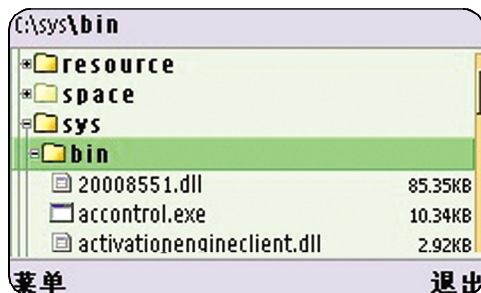 C:\sys\bin
resource
space
sys
bin
20008551.dll 85.35KB
accontrol.exe 10.34KB
activationengineclient.dll 2.92KB
菜单 退出